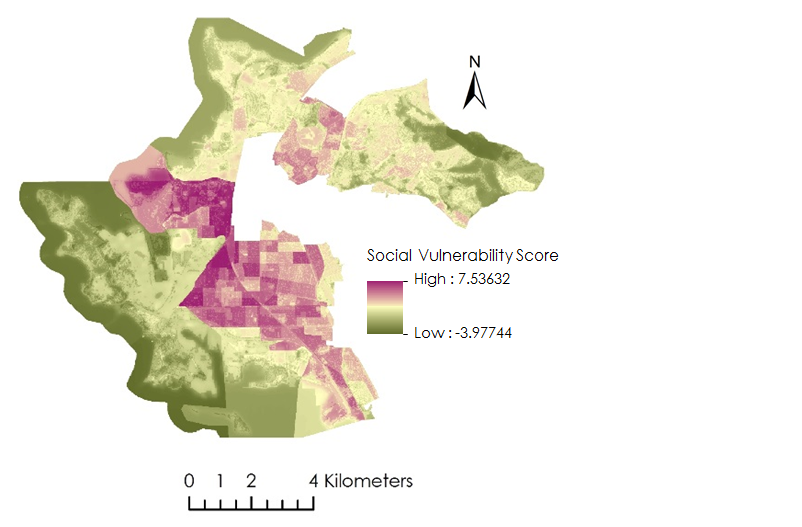 N
Social Vulnerability Score
High : 7.53632
Low : -3.97744
0 1 2 4 Kilometers